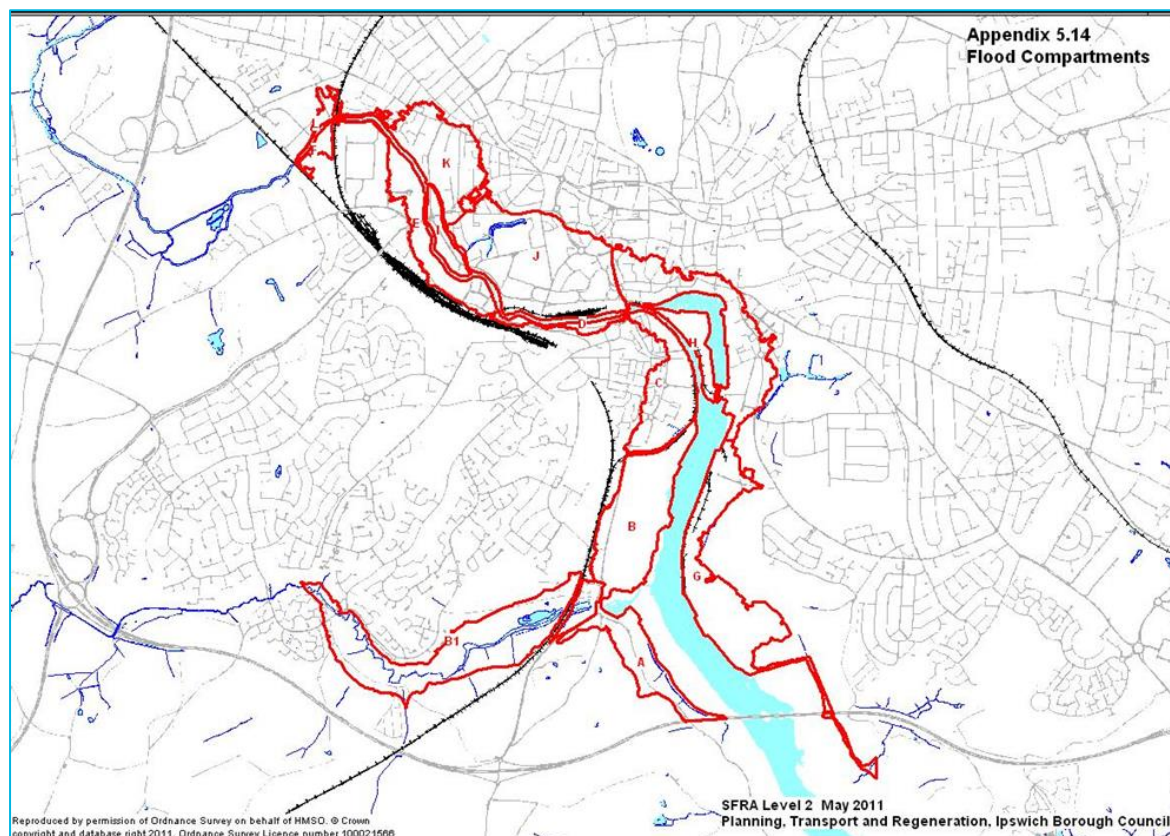 Appendix 5.14
Flood Compartments
L
F
K
E
I
J
D
H
C
B
G
B1
A
SFRA Level 2 May 2011
Planning, Transport and Regeneration, Ipswich Borough Council
Reproduced by permission of Ordnance Survey on behalf of HMSO. © Crown
copyright and database right 2011. Ordnance Survey Licence number 100021566